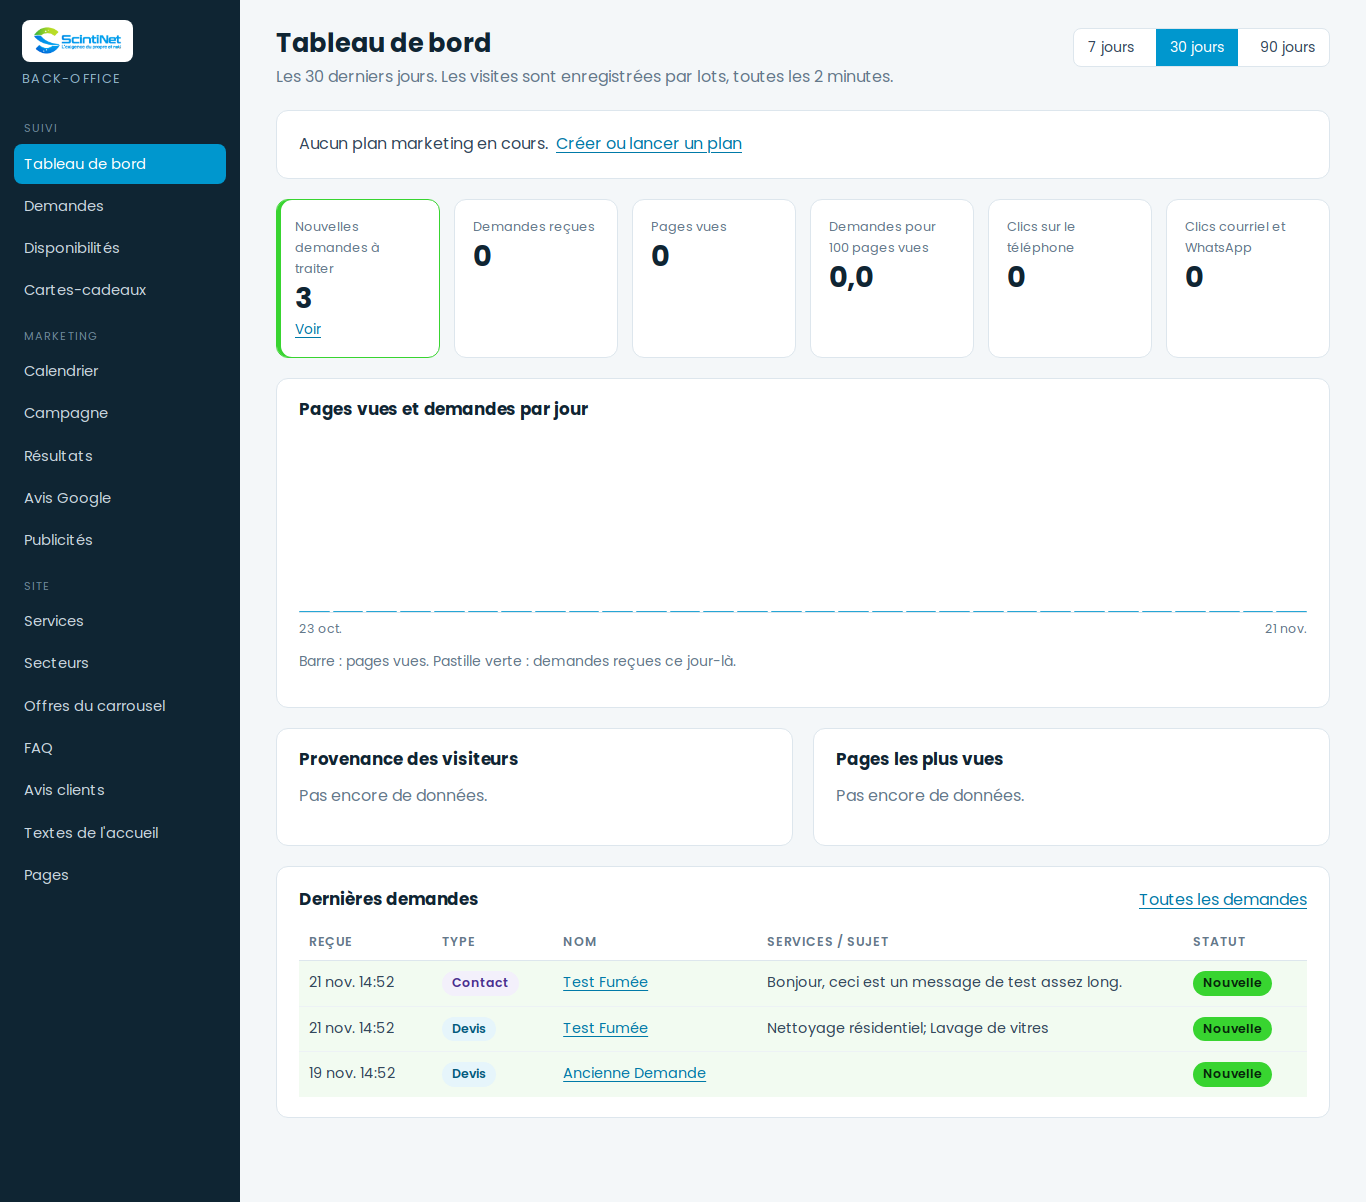 ScintiNet
L'exigence du propre et net
BACK-OFFICE
SUIVI
Tableau de bord
Demandes
Disponibilités
Cartes-cadeaux
MARKETING
Calendrier
Campagne
Résultats
Avis Google
Publicités
SITE
Services
Secteurs
Offres du carrousel
FAQ
Avis clients
Textes de l'accueil
Pages
Tableau de bord
Les 30 derniers jours. Les visites sont enregistrées par lots, toutes les 2 minutes.
7 jours 30 jours 90 jours
Aucun plan marketing en cours. Créer ou lancer un plan
Nouvelles
demandes à
traiter
3
Voir
Demandes reçues
0
Pages vues
0
Demandes pour
100 pages vues
0,0
Clics sur le
téléphone
0
Clics courriel et
WhatsApp
0
Pages vues et demandes par jour
23 oct. 21 nov.
Barre : pages vues. Pastille verte : demandes reçues ce jour-là.
Provenance des visiteurs
Pas encore de données.
Pages les plus vues
Pas encore de données.
Dernières demandes
Toutes les demandes
REÇUE TYPE NOM SERVICES / SUJET STATUT
21 nov. 14:52 Contact Test Fumée Bonjour, ceci est un message de test assez long. Nouvelle
21 nov. 14:52 Devis Test Fumée Nettoyage résidentiel; Lavage de vitres Nouvelle
19 nov. 14:52 Devis Ancienne Demande Nouvelle